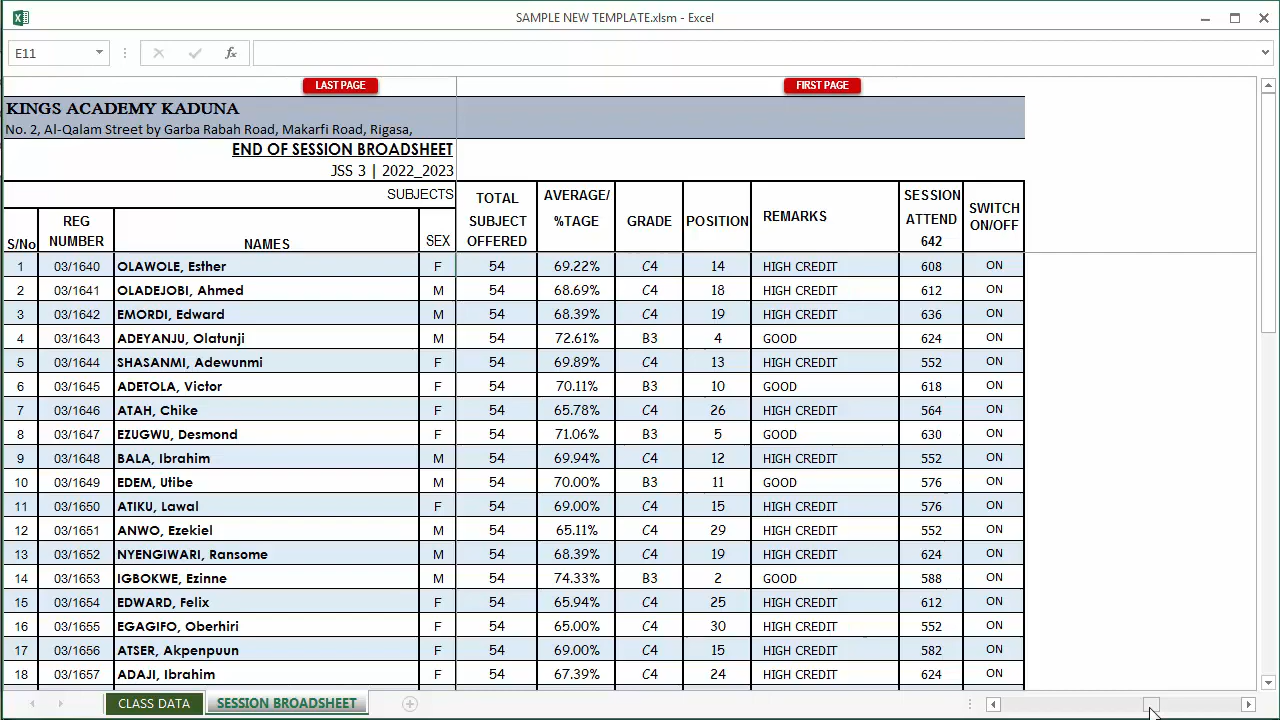 SAMPLE NEW TEMPLATE.xlsm - Excel
E11
fx
LAST PAGE FIRST PAGE
KINGS ACADEMY KADUNA
No. 2, Al-Qalam Street by Garba Rabah Road, Makarfi Road, Rigasa,
END OF SESSION BROADSHEET
JSS 3 | 2022_2023
SUBJECTS
S/No REG NUMBER NAMES SEX TOTAL SUBJECT OFFERED AVERAGE/ %TAGE GRADE POSITION REMARKS SESSION ATTEND 642 SWITCH ON/OFF
1 03/1640 OLAWOLE, Esther F 54 69.22% C4 14 HIGH CREDIT 608 ON
2 03/1641 OLADEJOBI, Ahmed M 54 68.69% C4 18 HIGH CREDIT 612 ON
3 03/1642 EMORDI, Edward M 54 68.39% C4 19 HIGH CREDIT 636 ON
4 03/1643 ADEYANJU, Olatunji M 54 72.61% B3 4 GOOD 624 ON
5 03/1644 SHASANMI, Adewunmi F 54 69.89% C4 13 HIGH CREDIT 552 ON
6 03/1645 ADETOLA, Victor F 54 70.11% B3 10 GOOD 618 ON
7 03/1646 ATAH, Chike F 54 65.78% C4 26 HIGH CREDIT 564 ON
8 03/1647 EZUGWU, Desmond F 54 71.06% B3 5 GOOD 630 ON
9 03/1648 BALA, Ibrahim M 54 69.94% C4 12 HIGH CREDIT 552 ON
10 03/1649 EDEM, Utibe M 54 70.00% B3 11 GOOD 576 ON
11 03/1650 ATIKU, Lawal F 54 69.00% C4 15 HIGH CREDIT 576 ON
12 03/1651 ANWO, Ezekiel M 54 65.11% C4 29 HIGH CREDIT 552 ON
13 03/1652 NYENGIWARI, Ransome M 54 68.39% C4 19 HIGH CREDIT 624 ON
14 03/1653 IGBOKWE, Ezinne M 54 74.33% B3 2 GOOD 588 ON
15 03/1654 EDWARD, Felix F 54 65.94% C4 25 HIGH CREDIT 612 ON
16 03/1655 EGAGIFO, Oberhiri F 54 65.00% C4 30 HIGH CREDIT 552 ON
17 03/1656 ATSER, Akpenpuun F 54 69.00% C4 15 HIGH CREDIT 582 ON
18 03/1657 ADAJI, Ibrahim M 54 67.39% C4 24 HIGH CREDIT 624 ON
CLASS DATA SESSION BROADSHEET